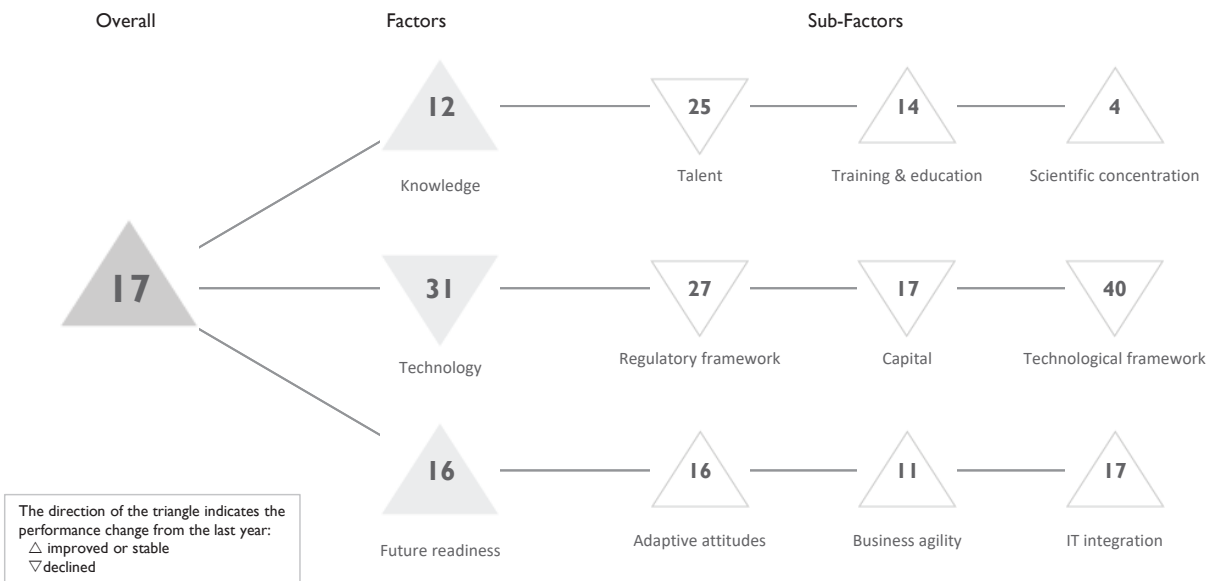 Overall Factors Sub-Factors
12 25 14 4
Knowledge Talent Training & education Scientific concentration
17 31 27 17 40
Technology Regulatory framework Capital Technological framework
16 16 11 17
Future readiness Adaptive attitudes Business agility IT integration
The direction of the triangle indicates the
performance change from the last year:
△ improved or stable
▽ declined